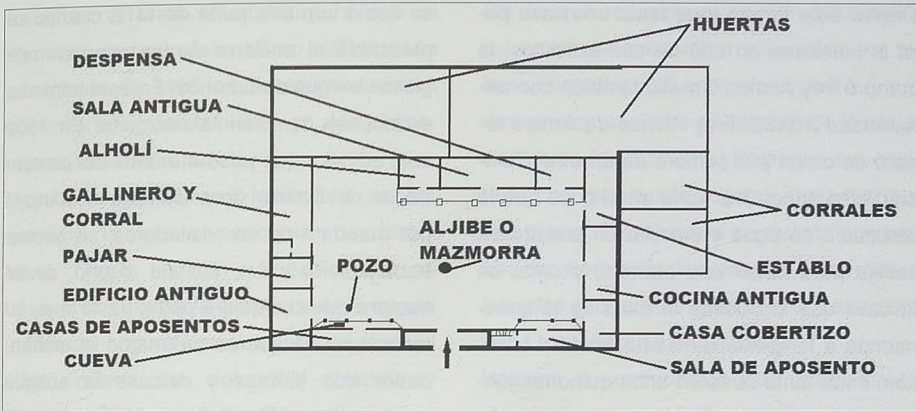 HUERTAS
DESPENSA
SALA ANTIGUA
ALHOLÍ
GALLINERO Y
CORRAL
PAJAR
EDIFICIO ANTIGUO
CASAS DE APOSENTOS
CUEVA
POZO
ALJIBE O
MAZMORRA
CORRALES
ESTABLO
COCINA ANTIGUA
CASA COBERTIZO
SALA DE APOSENTO